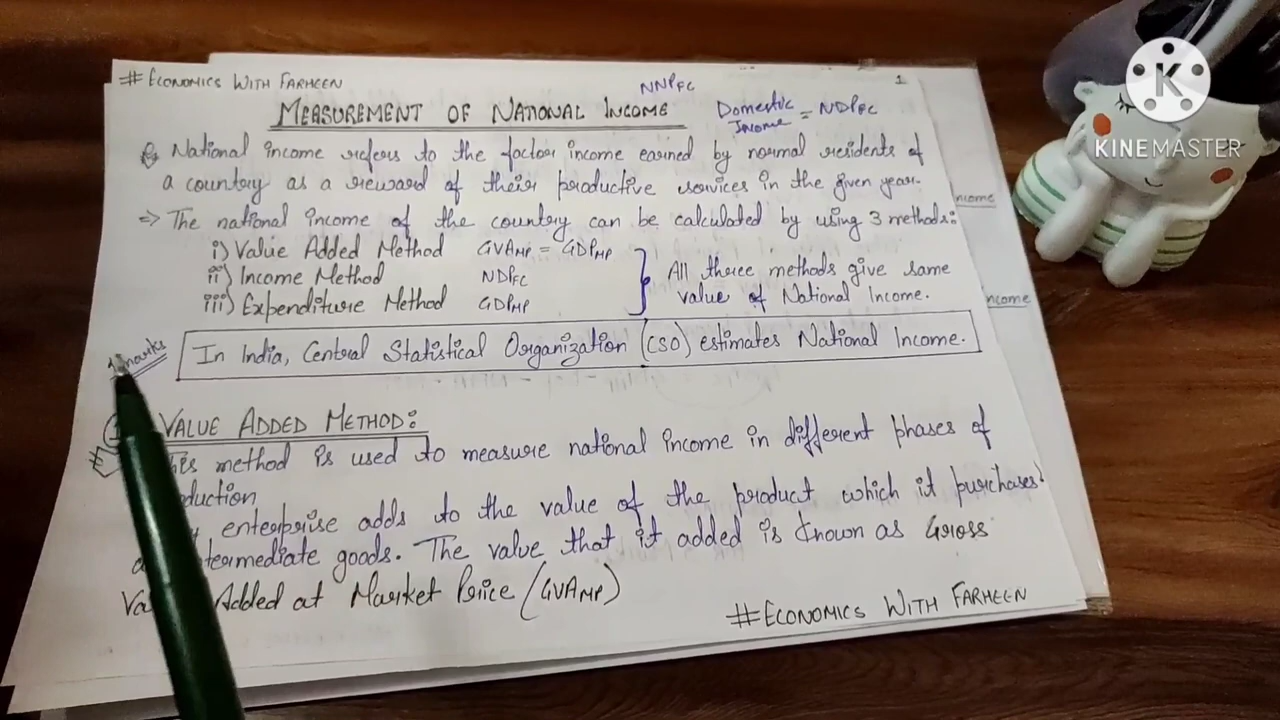 # ECONOMICS WITH FARHEEN
1
NNPFC
MEASUREMENT OF NATIONAL INCOME
Domestic Income = NDPFC
National income refers to the factor income earned by normal residents of
a country as a reward of their productive services in the given year.
⇒ The national income of the country can be calculated by using 3 methods:
i) Value Added Method GVAMP = GDPMP
ii) Income Method NDPFC
iii) Expenditure Method GDPMP
All three methods give same
value of National Income.
marks
In India, Central Statistical Organization (CSO) estimates National Income.
VALUE ADDED METHOD:
method is used to measure national income in different phases of
enterprise adds to the value of the product which it purchases
goods. The value that it added is known as Gross
Added at Market Price (GVAMP)
# ECONOMICS WITH FARHEEN
ncome
ncome
K
KINEMASTER